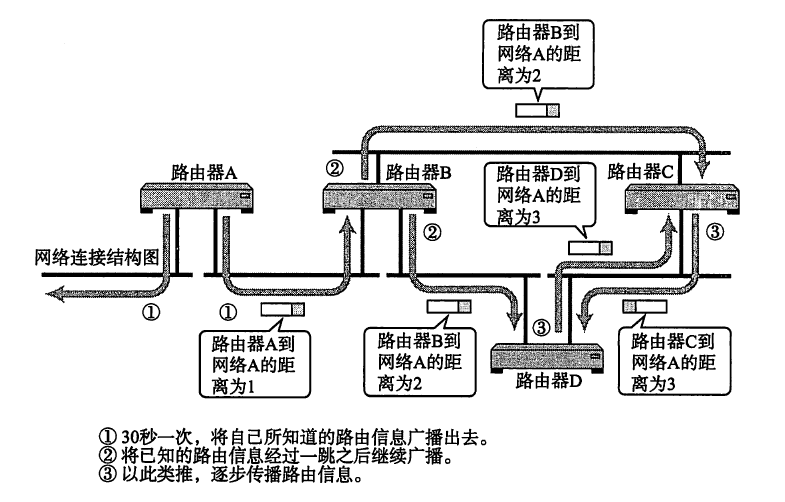 路由器B到
网络A的距
离为2
路由器A
②
路由器B
路由器D到
网络A的距
离为3
路由器C
②
③
网络连接结构图
①
①
③
路由器A到
网络A的距
离为1
路由器B到
网络A的距
离为2
路由器D
路由器C到
网络A的距
离为3
① 30秒一次，将自己所知道的路由信息广播出去。
② 将已知的路由信息经过一跳之后继续广播。
③ 以此类推，逐步传播路由信息。